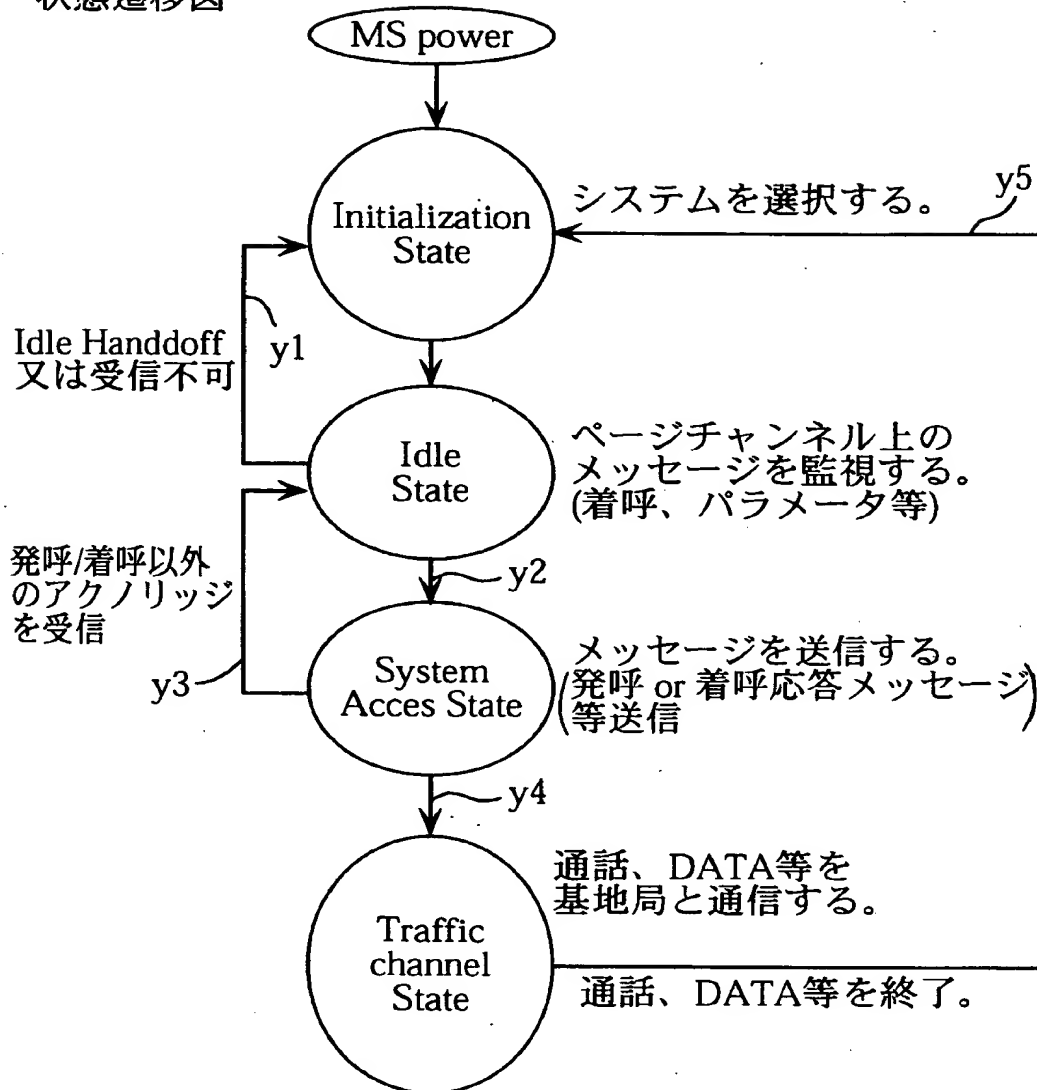 状態遷移図
MS power
Initialization
State
システムを選択する。
y5
Idle Handdoff
又は受信不可
y1
Idle
State
ページチャンネル上の
メッセージを監視する。
(着呼、パラメータ等)
発呼/着呼以外
のアクノリッジ
を受信
y2
y3
System
Acces State
メッセージを送信する。
(発呼 or 着呼応答メッセージ)
等送信
y4
Traffic
channel
State
通話、DATA等を
基地局と通信する。
通話、DATA等を終了。